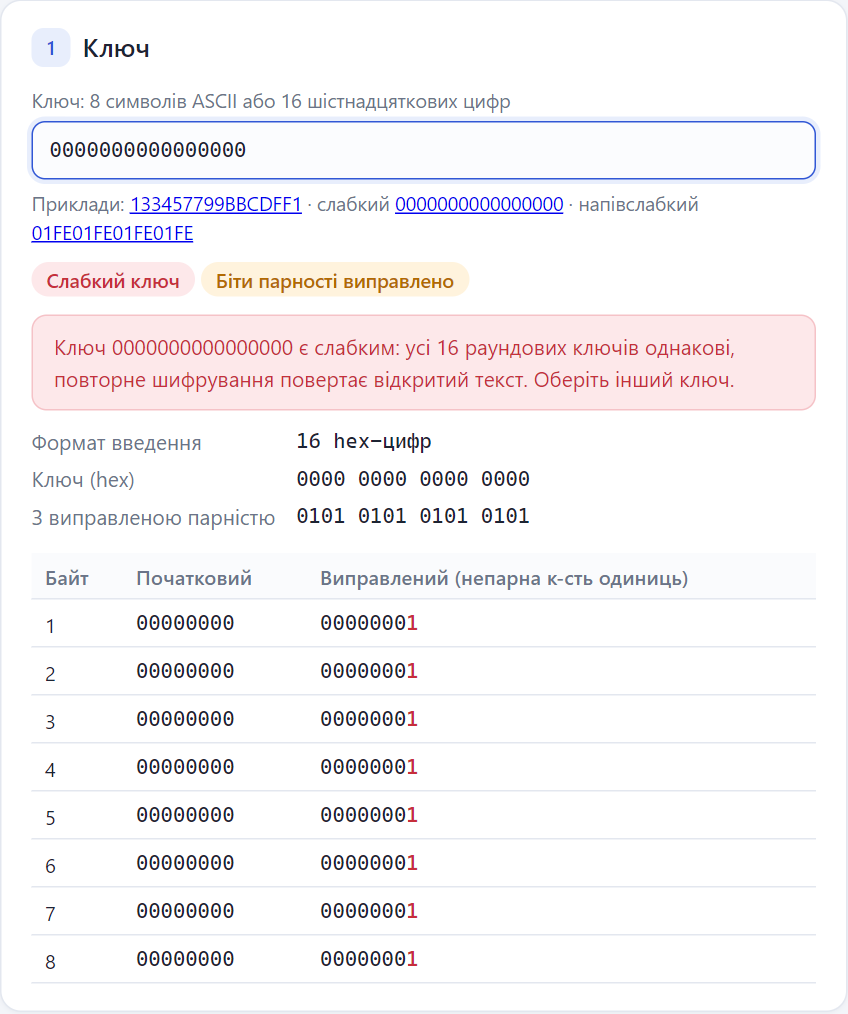 1 Ключ
Ключ: 8 символів ASCII або 16 шістнадцяткових цифр
0000000000000000
Приклади: 133457799BBCDFF1 · слабкий 0000000000000000 · напівслабкий
01FE01FE01FE01FE
Слабкий ключ Біти парності виправлено
Ключ 0000000000000000 є слабким: усі 16 раундових ключів однакові,
повторне шифрування повертає відкритий текст. Оберіть інший ключ.
Формат введення 16 hex-цифр
Ключ (hex) 0000 0000 0000 0000
З виправленою парністю 0101 0101 0101 0101
Байт Початковий Виправлений (непарна к-сть одиниць)
1 00000000 00000001
2 00000000 00000001
3 00000000 00000001
4 00000000 00000001
5 00000000 00000001
6 00000000 00000001
7 00000000 00000001
8 00000000 00000001